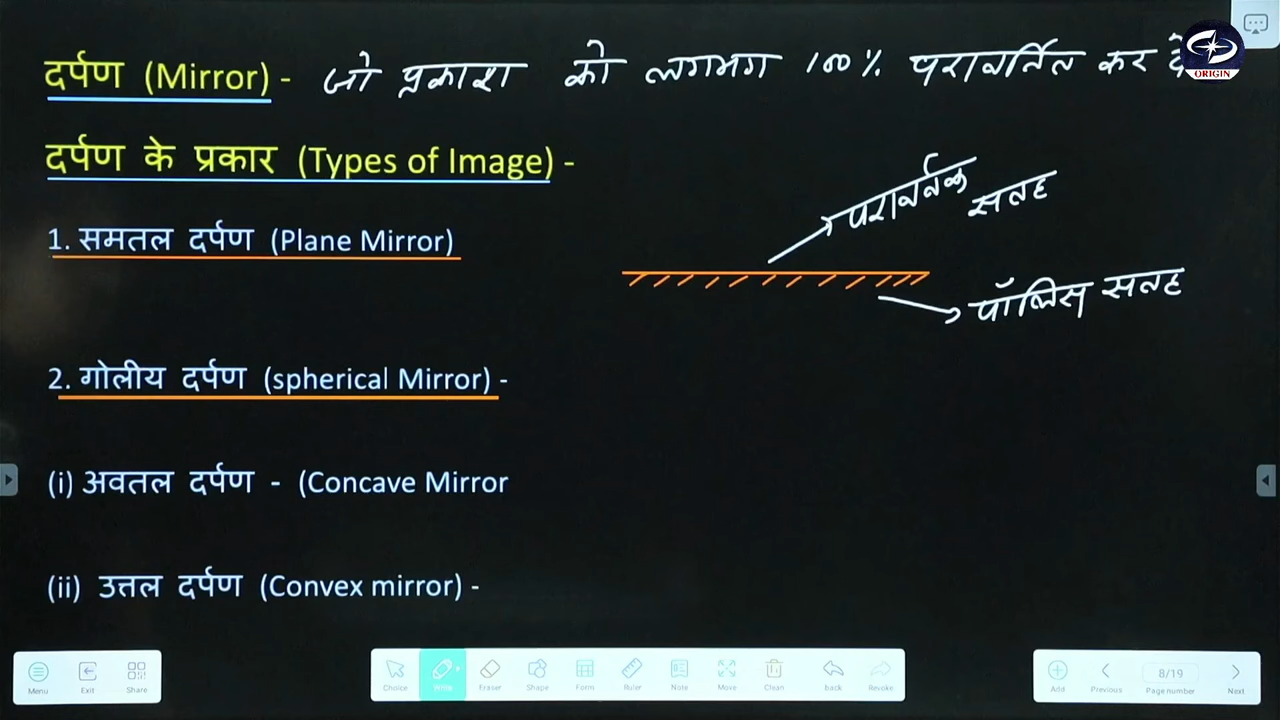 दर्पण (Mirror) - जो प्रकाश को लगभग 100% परावर्तित कर दे
ORIGIN
दर्पण के प्रकार (Types of Image) -
परावर्तक सतह
1. समतल दर्पण (Plane Mirror)
पॉलिस सतह
2. गोलीय दर्पण (spherical Mirror) -
(i) अवतल दर्पण - (Concave Mirror
(ii) उत्तल दर्पण (Convex mirror) -
Menu Exit Share Choice Write Eraser Shape Form Ruler Note Move Clean back Revoke Add Previous 8/19 Page number Next